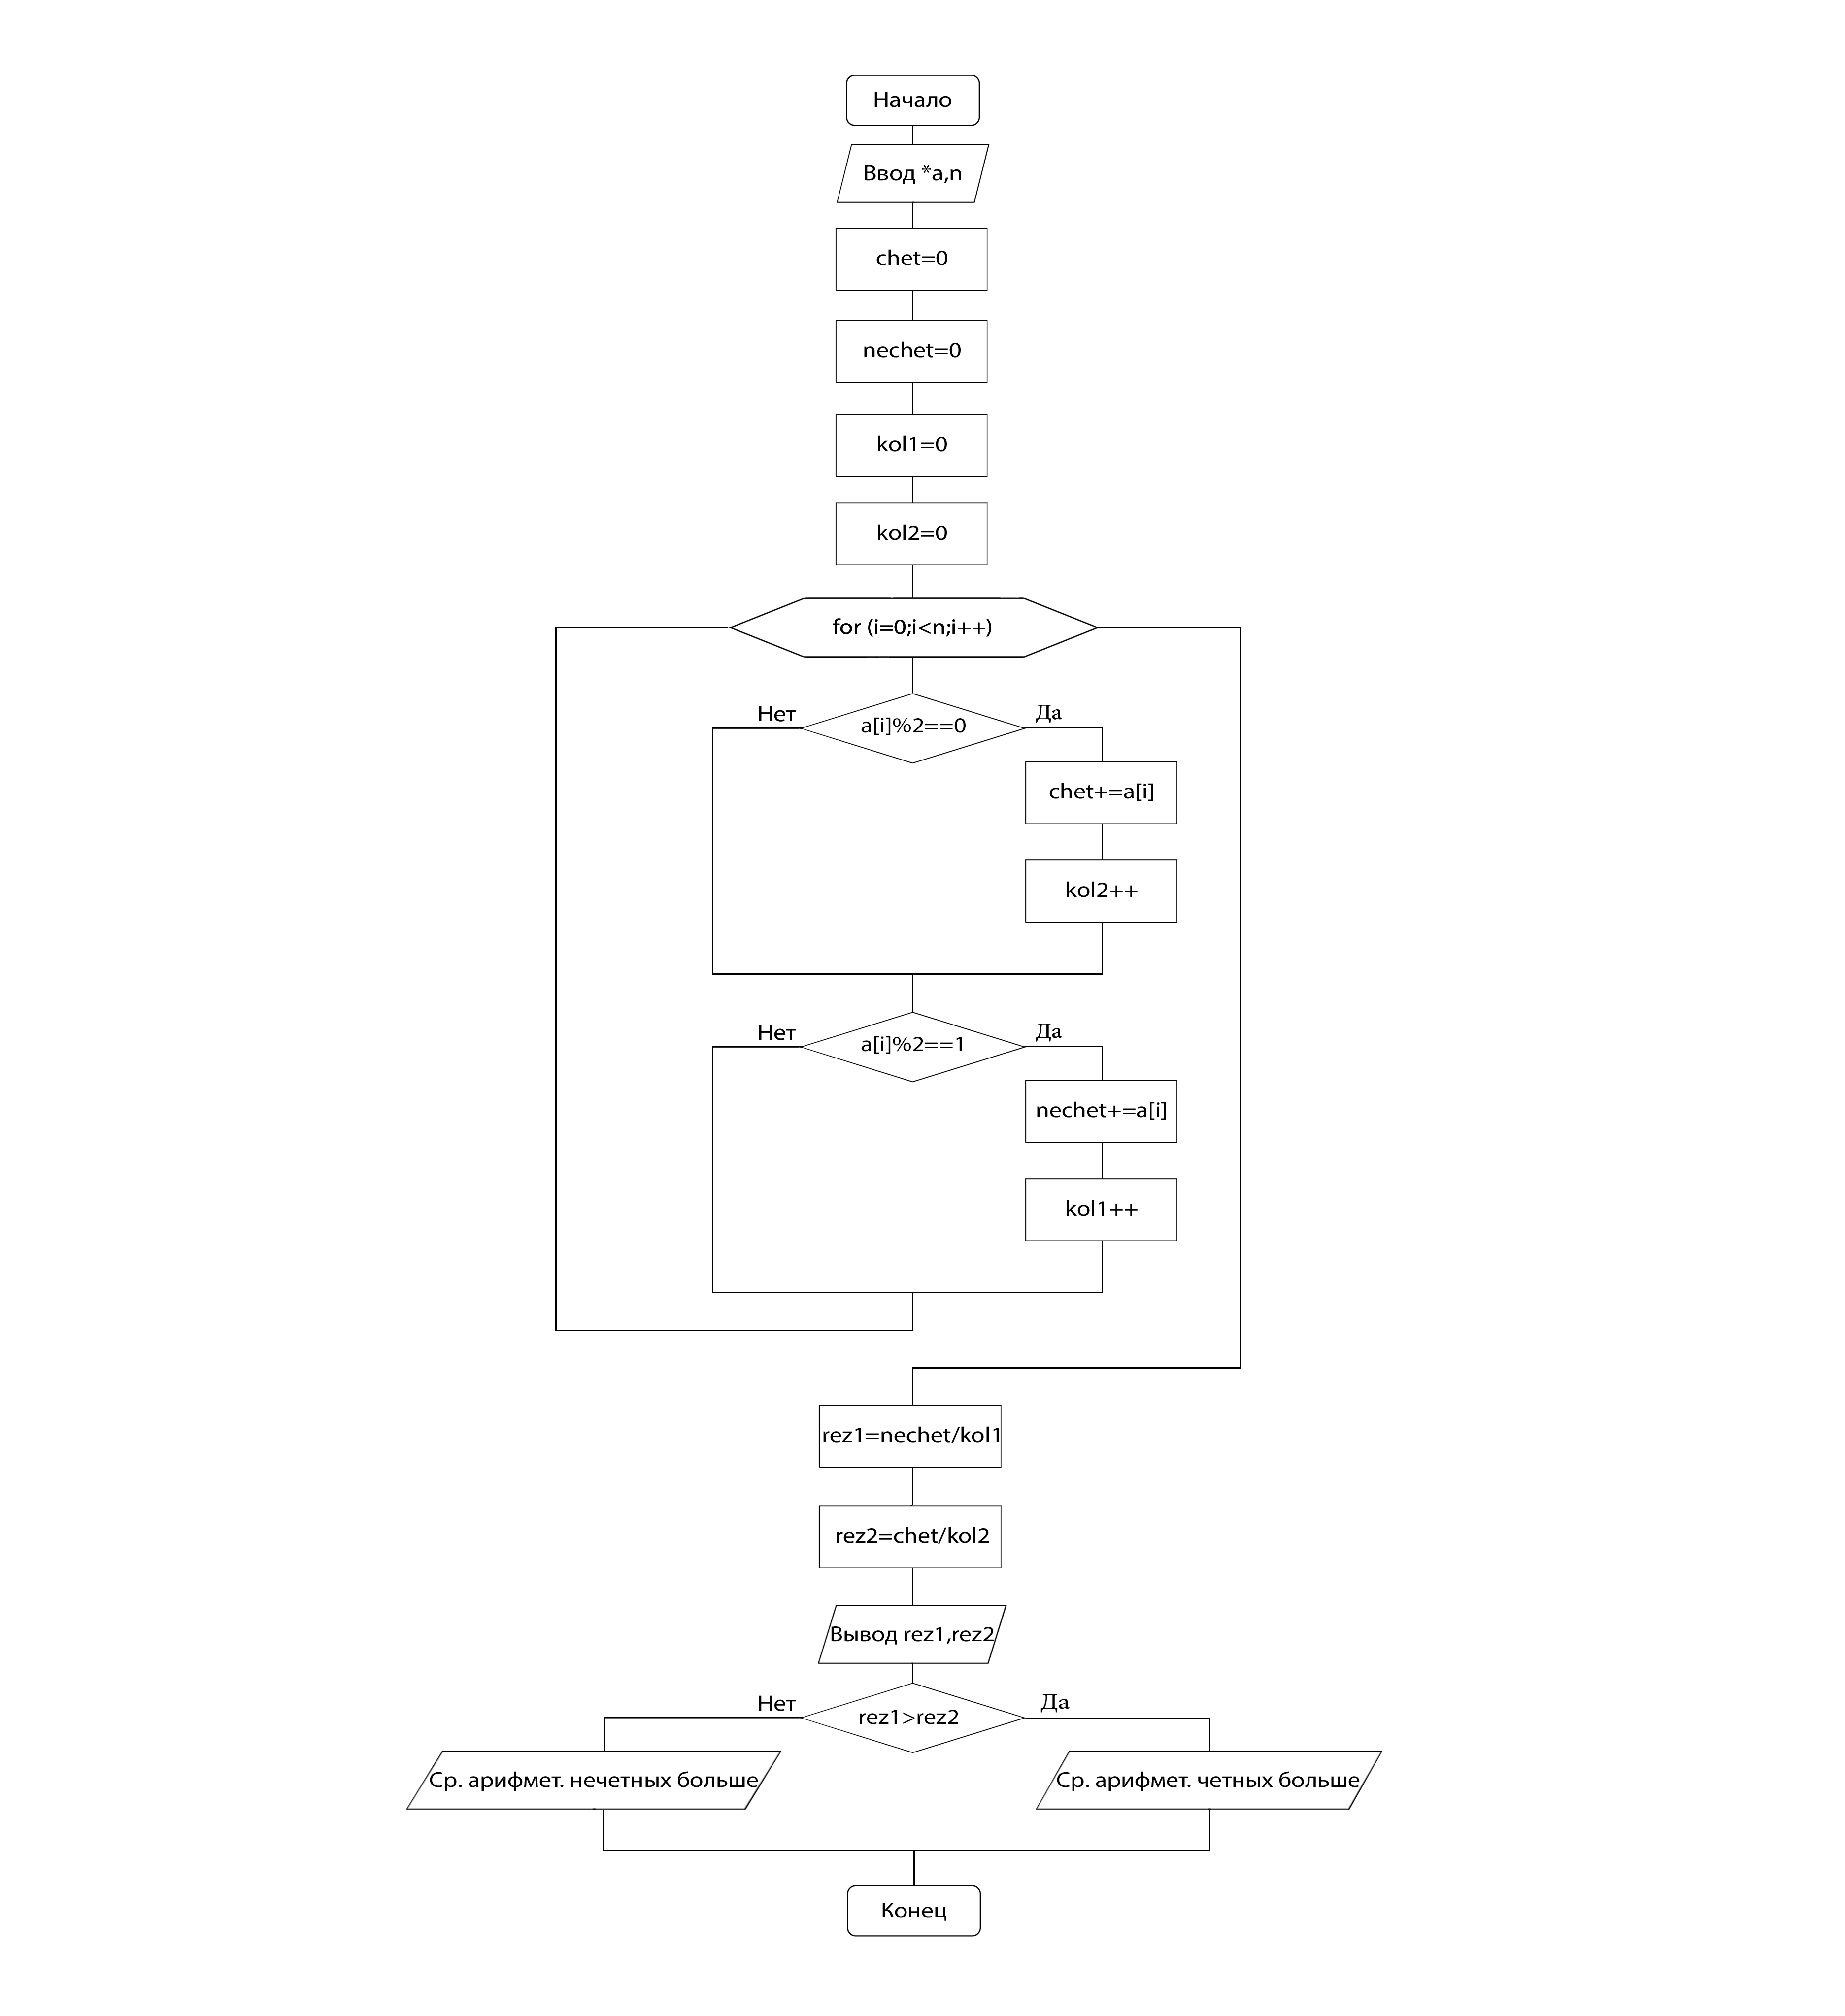 Начало
Ввод *a,n
chet=0
nechet=0
kol1=0
kol2=0
for (i=0;i<n;i++)
Нет
a[i]%2==0
Да
chet+=a[i]
kol2++
Нет
a[i]%2==1
Да
nechet+=a[i]
kol1++
rez1=nechet/kol1
rez2=chet/kol2
Вывод rez1,rez2
Нет
rez1>rez2
Да
Ср. арифмет. нечетных больше
Ср. арифмет. четных больше
Конец